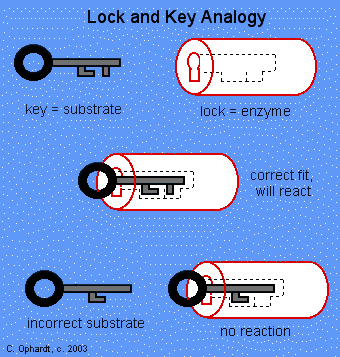 Lock and Key Analogy
key = substrate
lock = enzyme
correct fit,
will react
incorrect substrate
no reaction
C. Ophardt, c. 2003